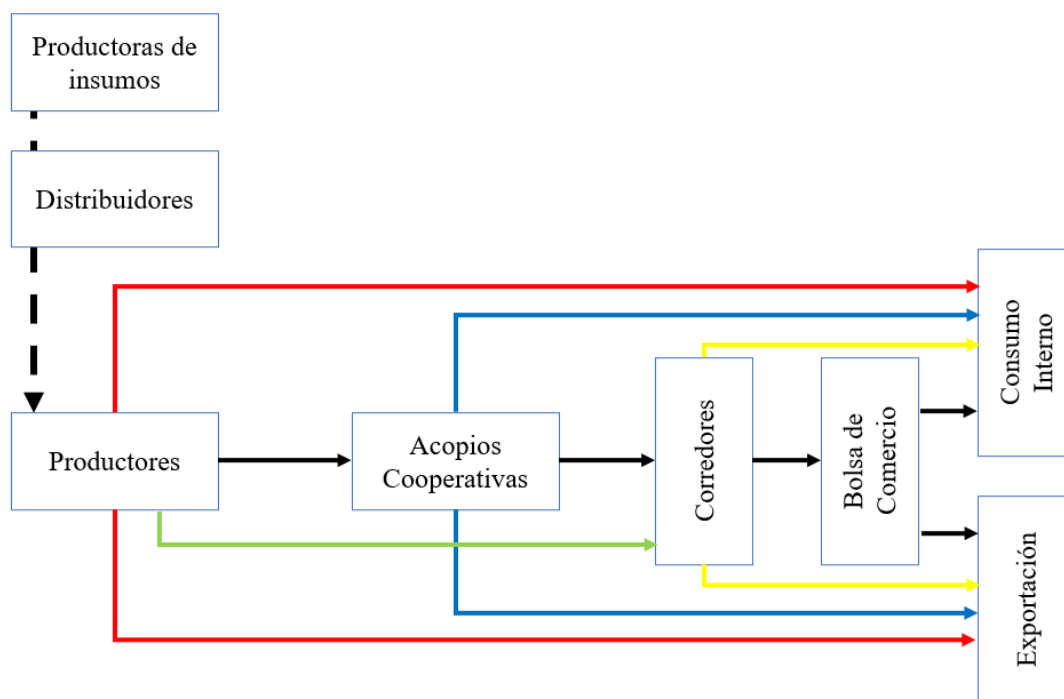 Productoras de
insumos
Distribuidores
Productores
Acopios
Cooperativas
Corredores
Bolsa de
Comercio
Consumo
Interno
Exportación